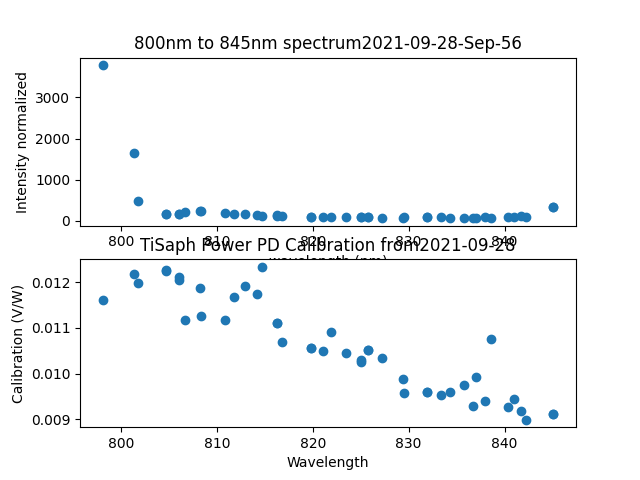 800nm to 845nm spectrum2021-09-28-Sep-56
Intensity normalized
3000
2000
1000
0
800 810 820 830 840
wavelength (nm)
TiSaph Power PD Calibration from2021-09-28
Calibration (V/W)
0.012
0.011
0.010
0.009
800 810 820 830 840
Wavelength